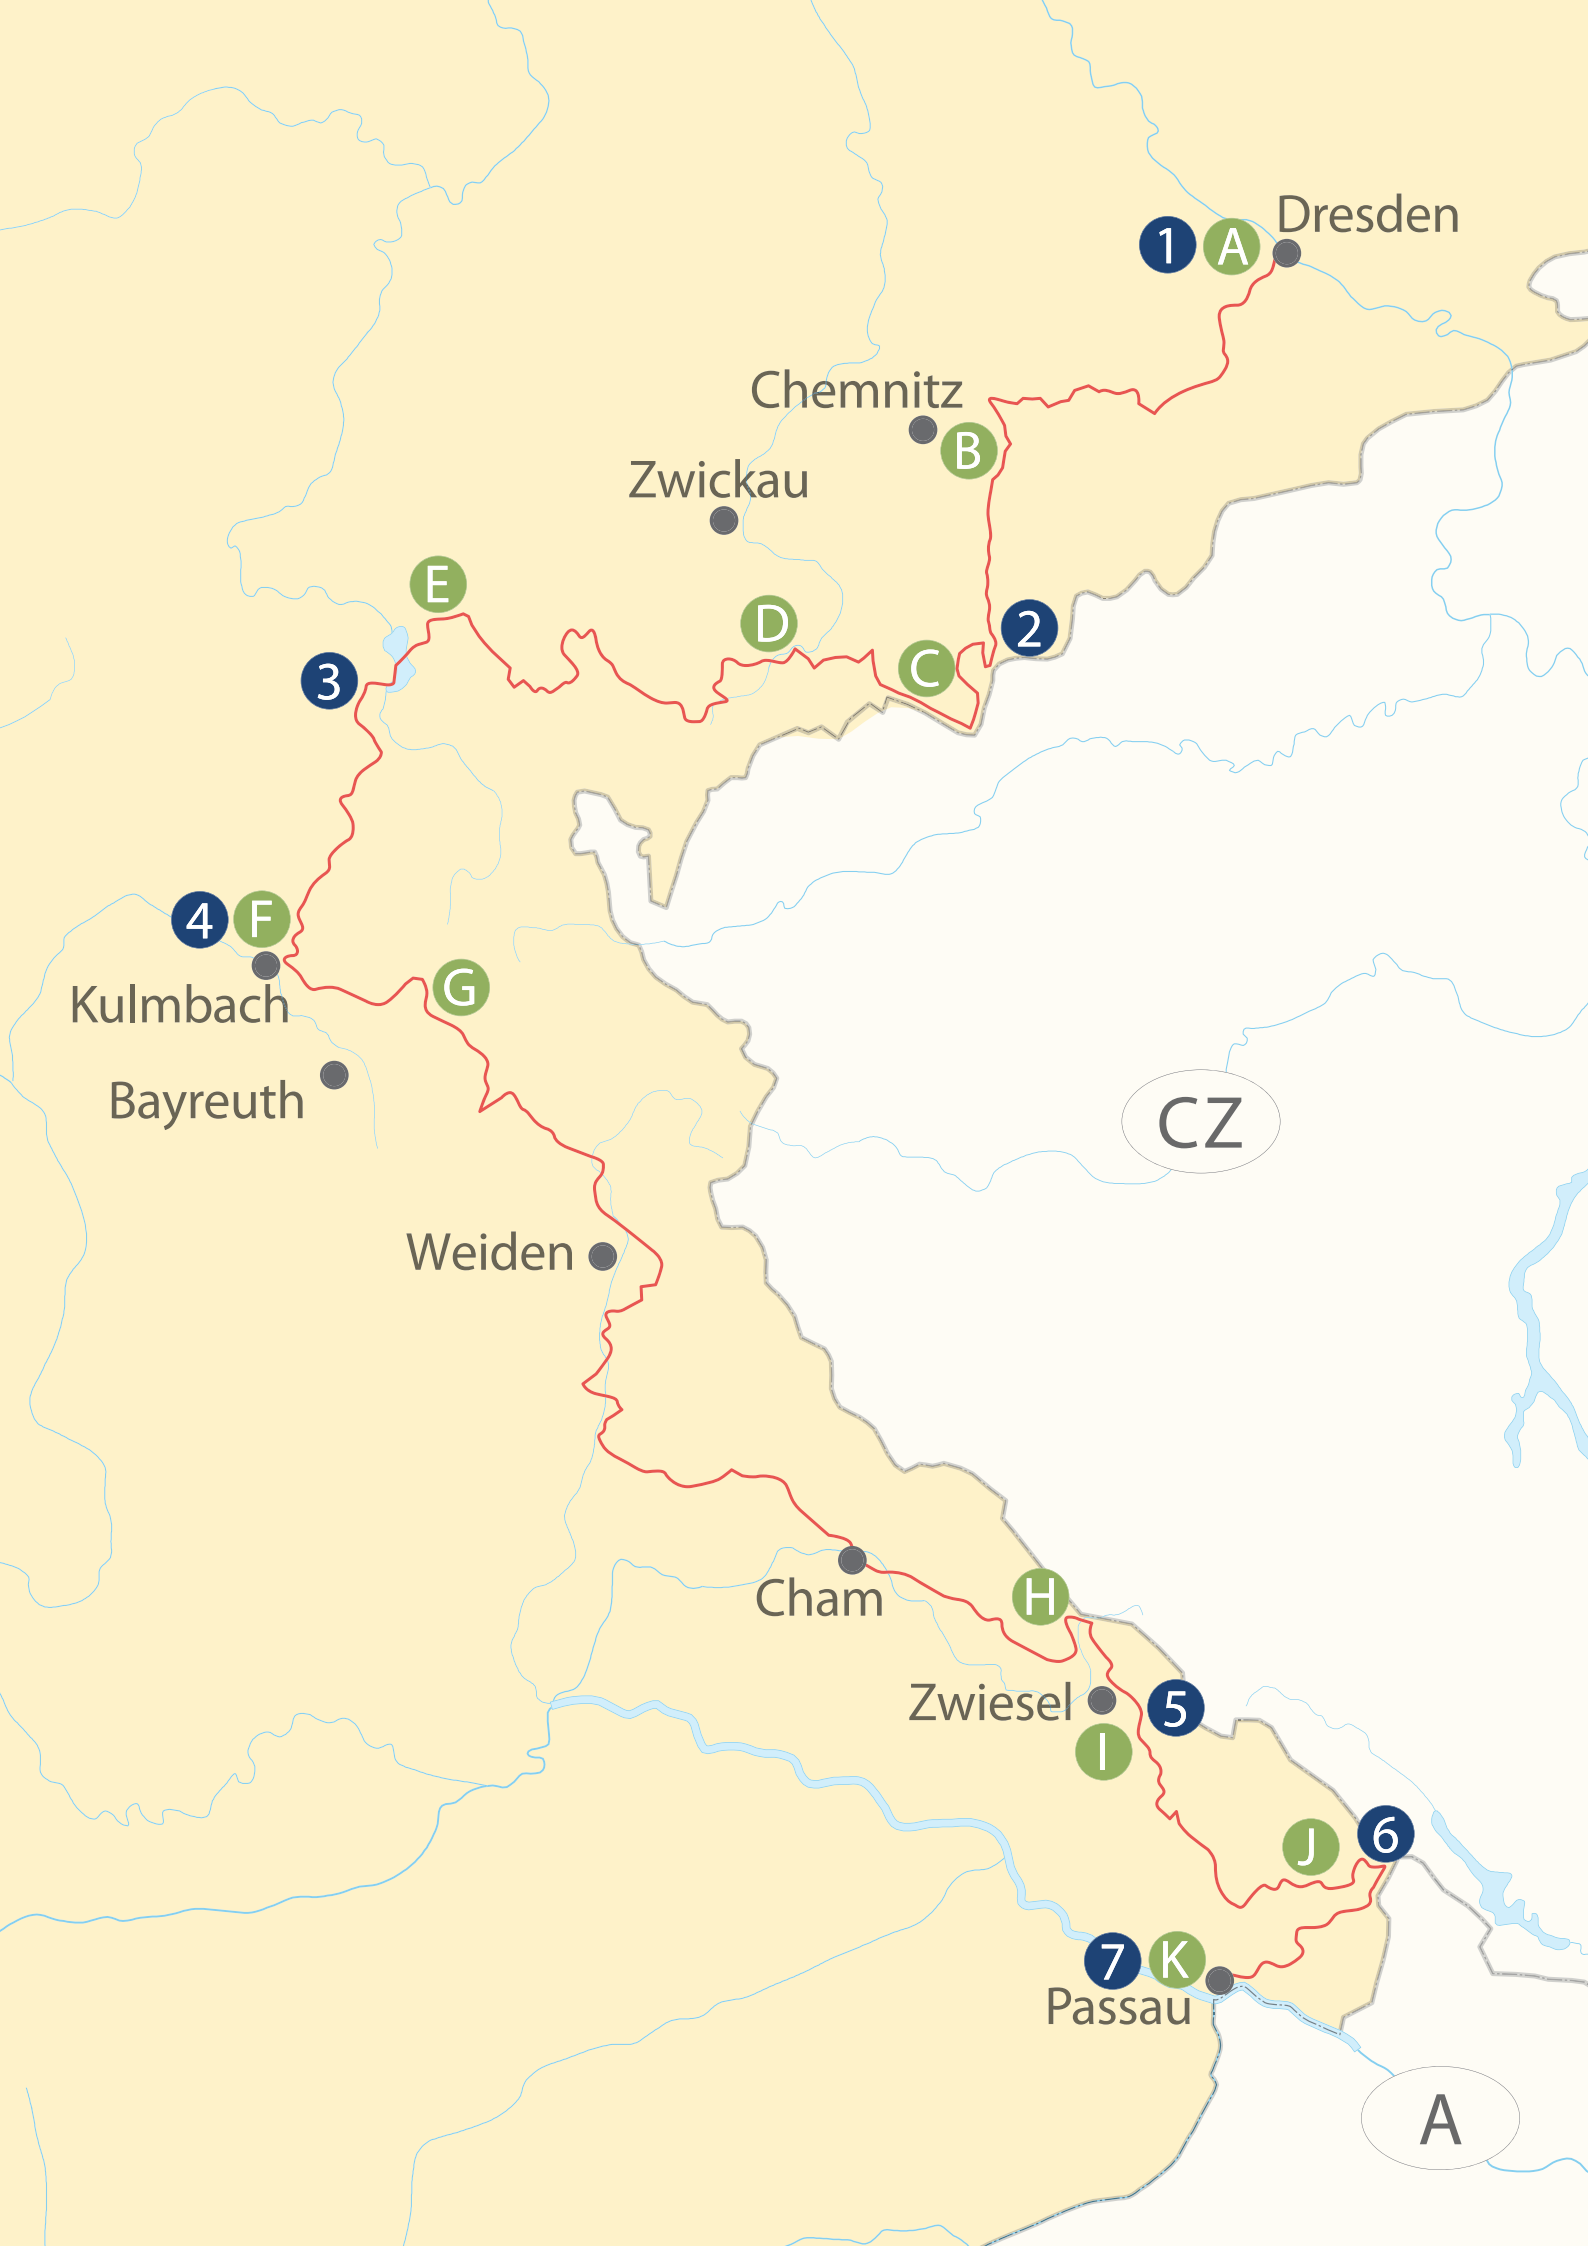 Dresden
1 A
Chemnitz
B
Zwickau
E
D
2
C
3
4 F
Kulmbach
G
Bayreuth
CZ
Weiden
Cham
H
Zwiesel
5
I
6
J
7 K
Passau
A